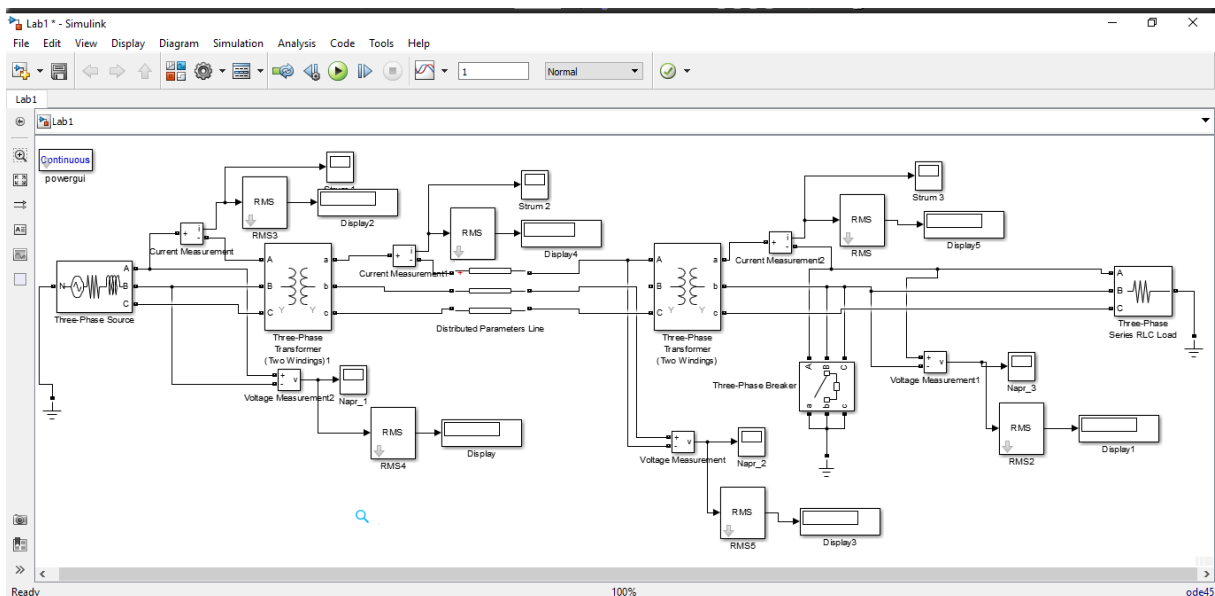 Lab1 * - Simulink
File Edit View Display Diagram Simulation Analysis Code Tools Help
1
Normal
Lab1
Lab1
Continuous
powergui
RMS
RMS3
Display2
Strum 2
RMS
Display4
Strum 3
RMS
RMS
Display5
+ i -
Current Measurement
+ i -
Current Measurement1
+ i -
Current Measurement2
N A B C
Three-Phase Source
A B C a b c Y Y
Three-Phase
Transformer
(Two Windings)1
Distributed Parameters Line
A B C a b c Y Y
Three-Phase
Transformer
(Two Windings)
A B C
Three-Phase
Series RLC Load
A B C
a b c
Three-Phase Breaker
+ v -
Voltage Measurement2
Napr_1
RMS
RMS4
Display
+ v -
Voltage Measurement1
Napr_3
RMS
RMS2
Display1
+ v -
Voltage Measurement
Napr_2
RMS
RMS5
Display3
Ready
100%
ode45